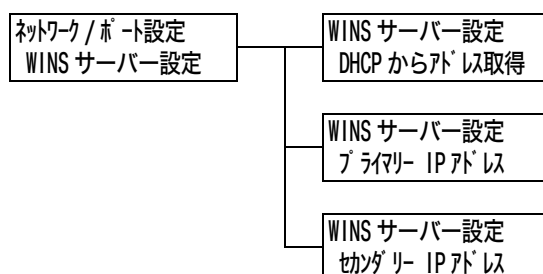 ﾈｯﾄﾜｰｸ / ﾎﾟｰﾄ設定
WINS サーバー設定
WINS サーバー設定
DHCP からｱﾄﾞﾚｽ取得
WINS サーバー設定
ﾌﾟﾗｲﾏﾘｰ IP ｱﾄﾞﾚｽ
WINS サーバー設定
ｾｶﾝﾀﾞﾘｰ IP ｱﾄﾞﾚｽ